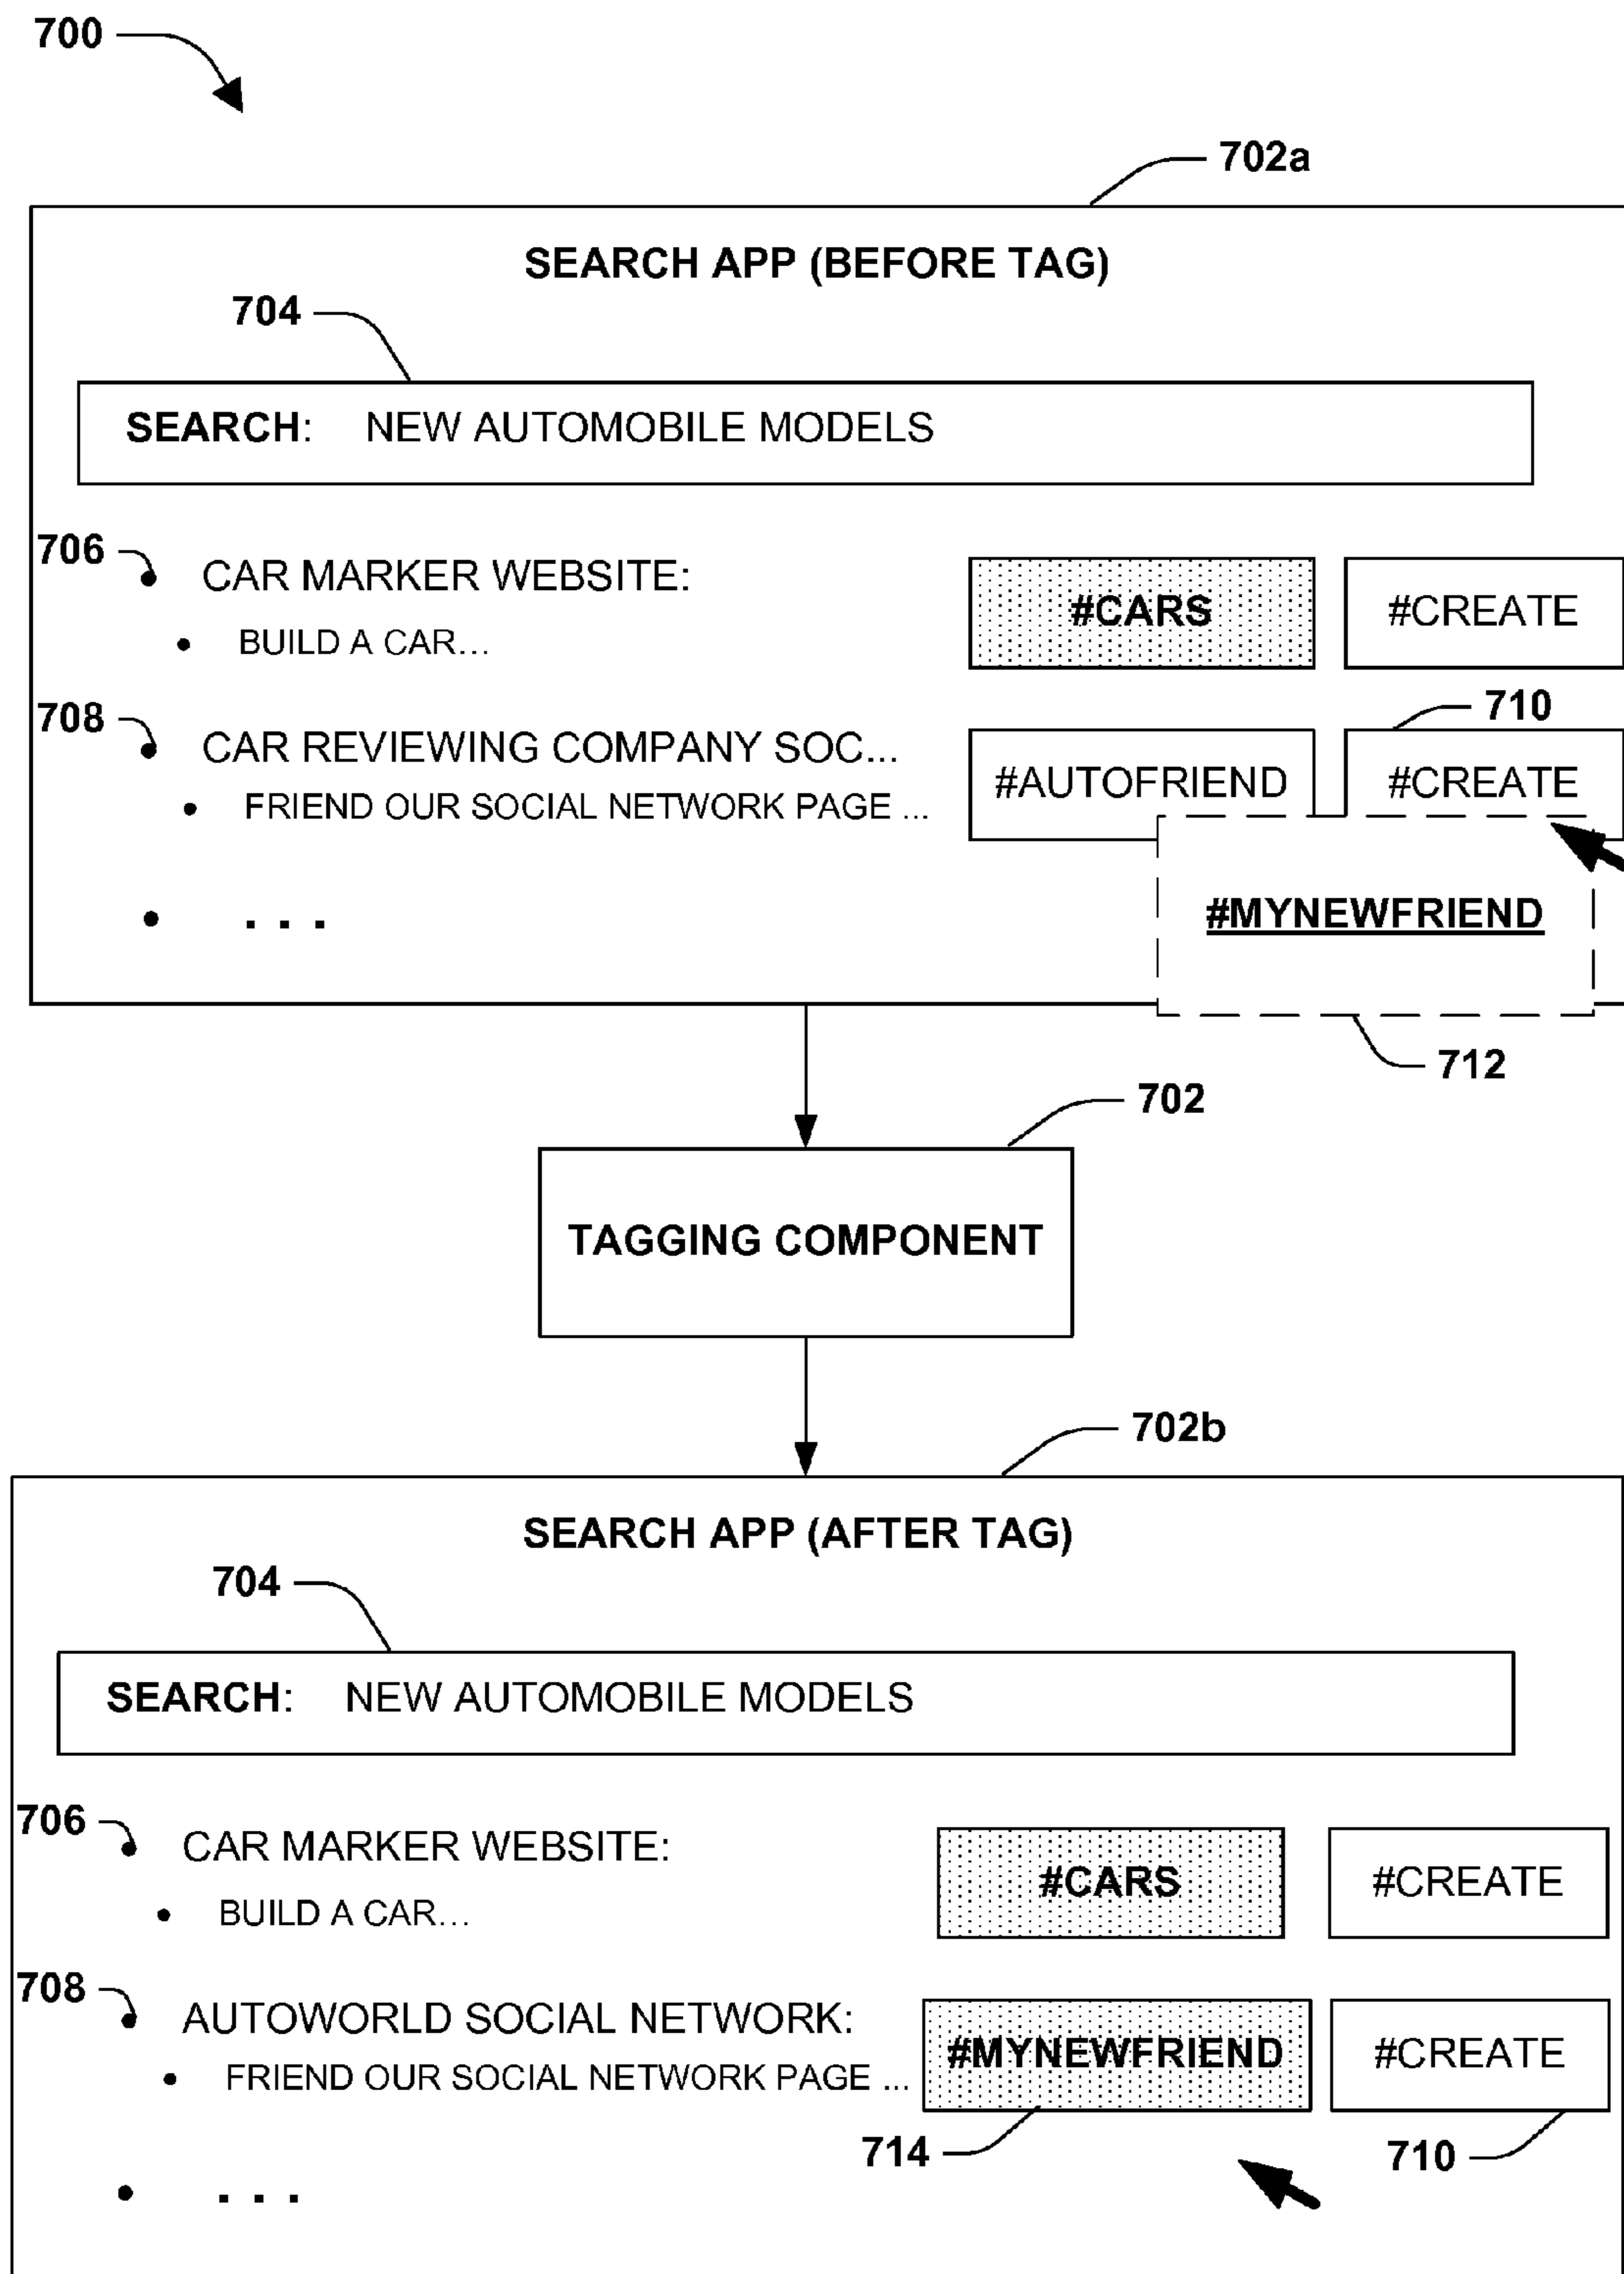 700
702a
SEARCH APP (BEFORE TAG)
704
SEARCH: NEW AUTOMOBILE MODELS
706
CAR MARKER WEBSITE:
#CARS
#CREATE
BUILD A CAR...
708
710
CAR REVIEWING COMPANY SOC...
#AUTOFRIEND
#CREATE
FRIEND OUR SOCIAL NETWORK PAGE ...
#MYNEWFRIEND
. . .
712
702
TAGGING COMPONENT
702b
SEARCH APP (AFTER TAG)
704
SEARCH: NEW AUTOMOBILE MODELS
706
CAR MARKER WEBSITE:
#CARS
#CREATE
BUILD A CAR...
708
AUTOWORLD SOCIAL NETWORK:
#MYNEWFRIEND
#CREATE
FRIEND OUR SOCIAL NETWORK PAGE ...
714
710
. . .